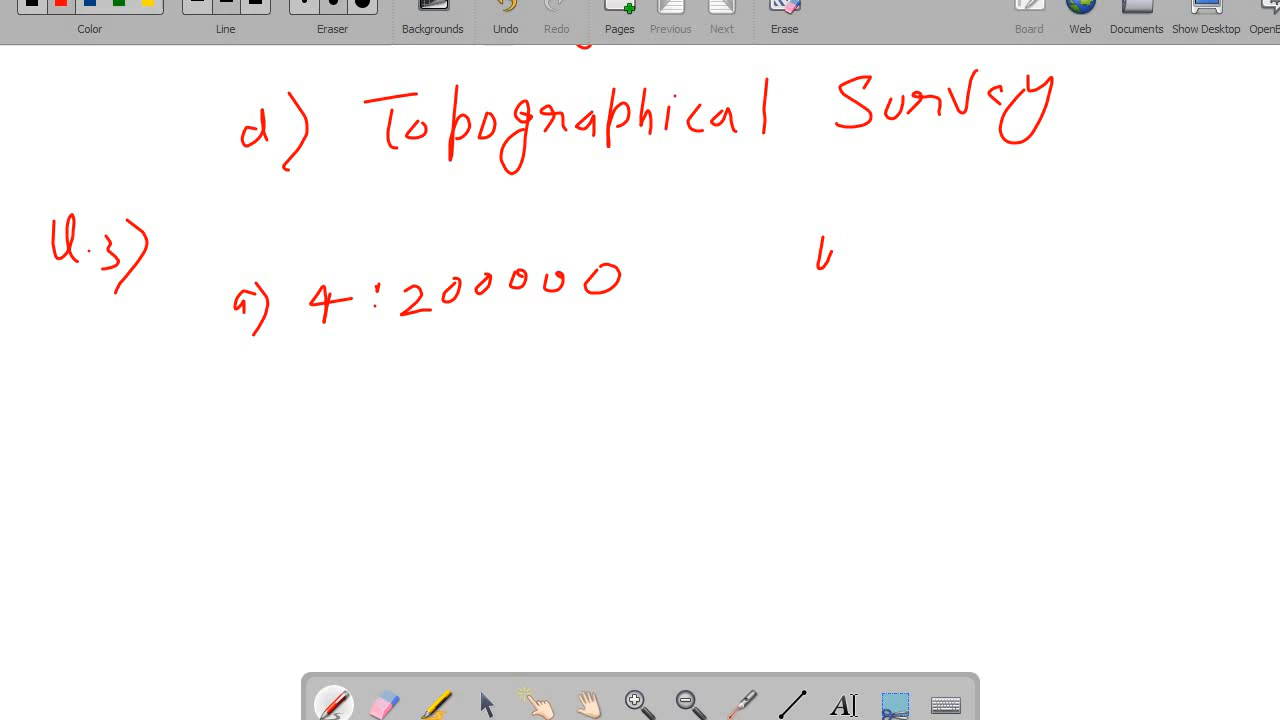 Color Line Eraser Backgrounds Undo Redo Pages Previous Next Erase Board Web Documents Show Desktop OpenB
d) Topographical Survey
Q.3)
a) 4:200000